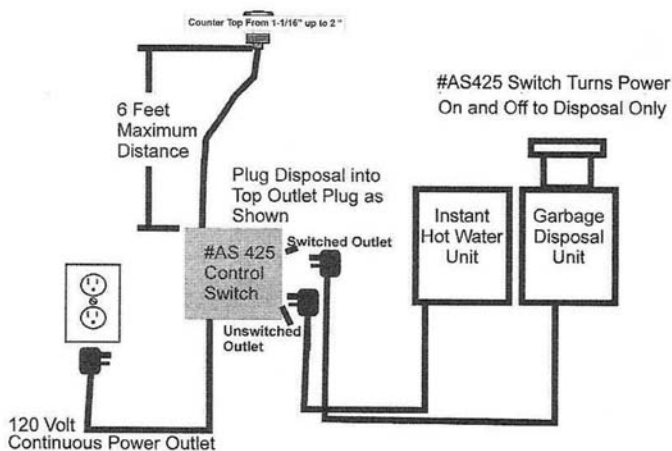 Counter Top From 1-1/16" up to 2 "
6 Feet
Maximum
Distance
#AS425 Switch Turns Power
On and Off to Disposal Only
Plug Disposal into
Top Outlet Plug as
Shown
Switched Outlet
#AS 425
Control
Switch
Unswitched
Outlet
Instant
Hot Water
Unit
Garbage
Disposal
Unit
120 Volt
Continuous Power Outlet